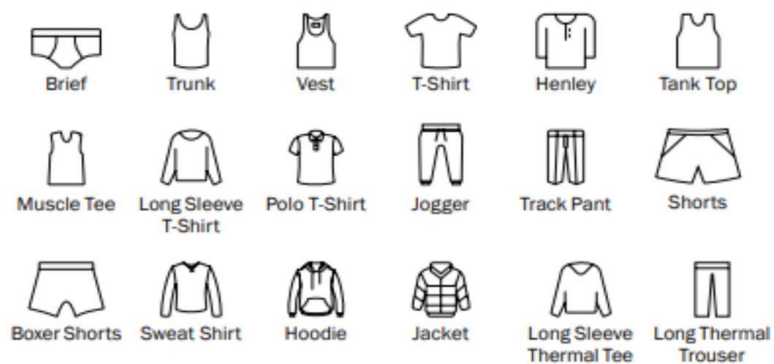 Brief Trunk Vest T-Shirt Henley Tank Top
Muscle Tee Long Sleeve T-Shirt Polo T-Shirt Jogger Track Pant Shorts
Boxer Shorts Sweat Shirt Hoodie Jacket Long Sleeve Thermal Tee Long Thermal Trouser